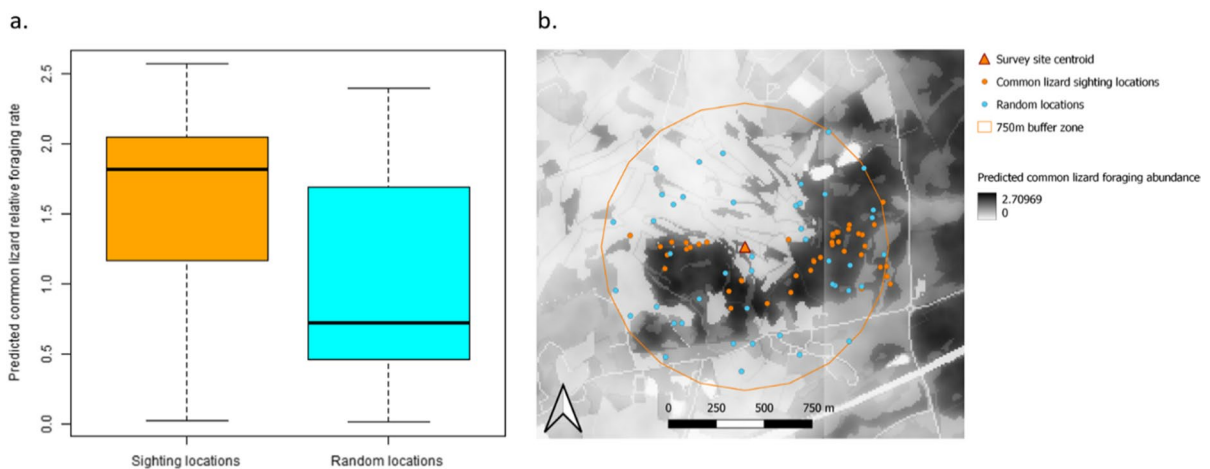 a.
Predicted common lizard relative foraging rate
2.5
2.0
1.5
1.0
0.5
0.0
Sighting locations
Random locations
b.
Survey site centroid
Common lizard sighting locations
Random locations
750m buffer zone
Predicted common lizard foraging abundance
2.70969
0
0 250 500 750 m